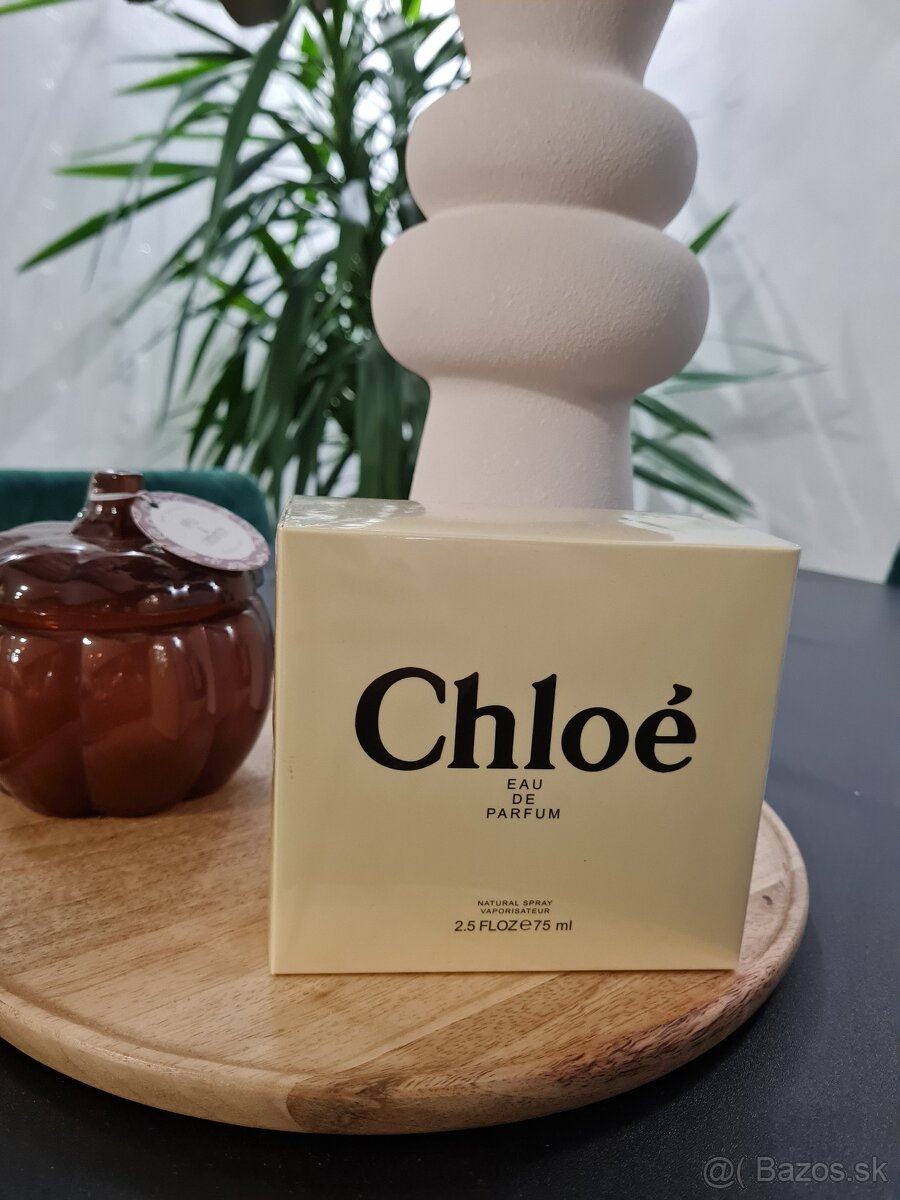 Chloé
EAU
DE
PARFUM
NATURAL SPRAY
VAPORISATEUR
2.5 FLOZ℮75 ml
@( Bazos.sk